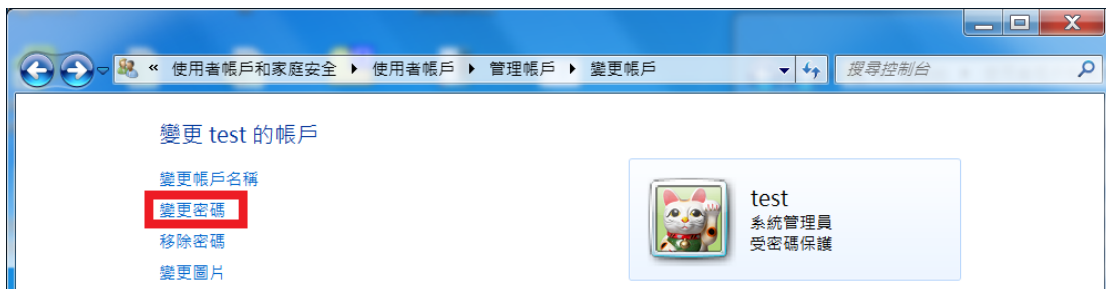 « 使用者帳戶和家庭安全 ▸ 使用者帳戶 ▸ 管理帳戶 ▸ 變更帳戶
搜尋控制台
變更 test 的帳戶
變更帳戶名稱
變更密碼
移除密碼
變更圖片
test
系統管理員
受密碼保護